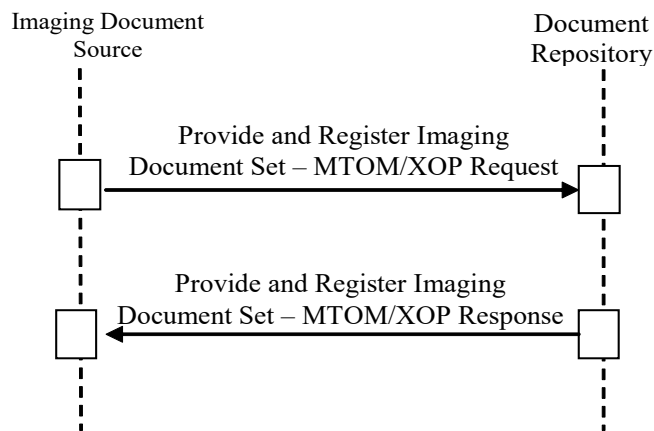 Imaging Document
Source
Document
Repository
Provide and Register Imaging
Document Set – MTOM/XOP Request
Provide and Register Imaging
Document Set – MTOM/XOP Response